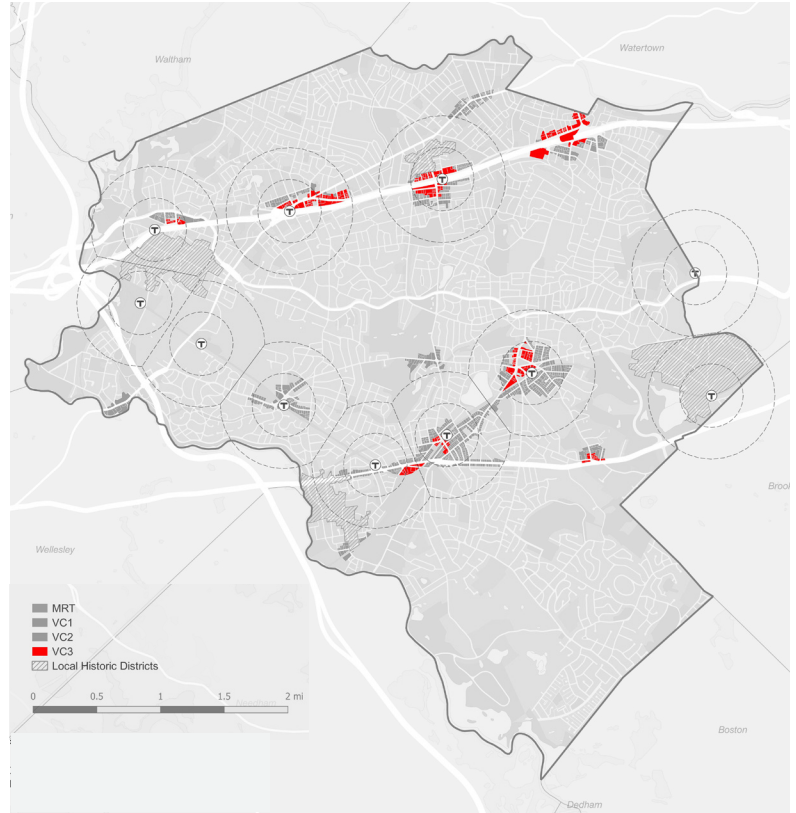 Waltham
Watertown
T
T
T
T
T
T
T
T
T
T
T
Brook
Wellesley
MRT
VC1
VC2
VC3
Local Historic Districts
0 0.5 1 1.5 2 mi
Needham
Boston
Dedham